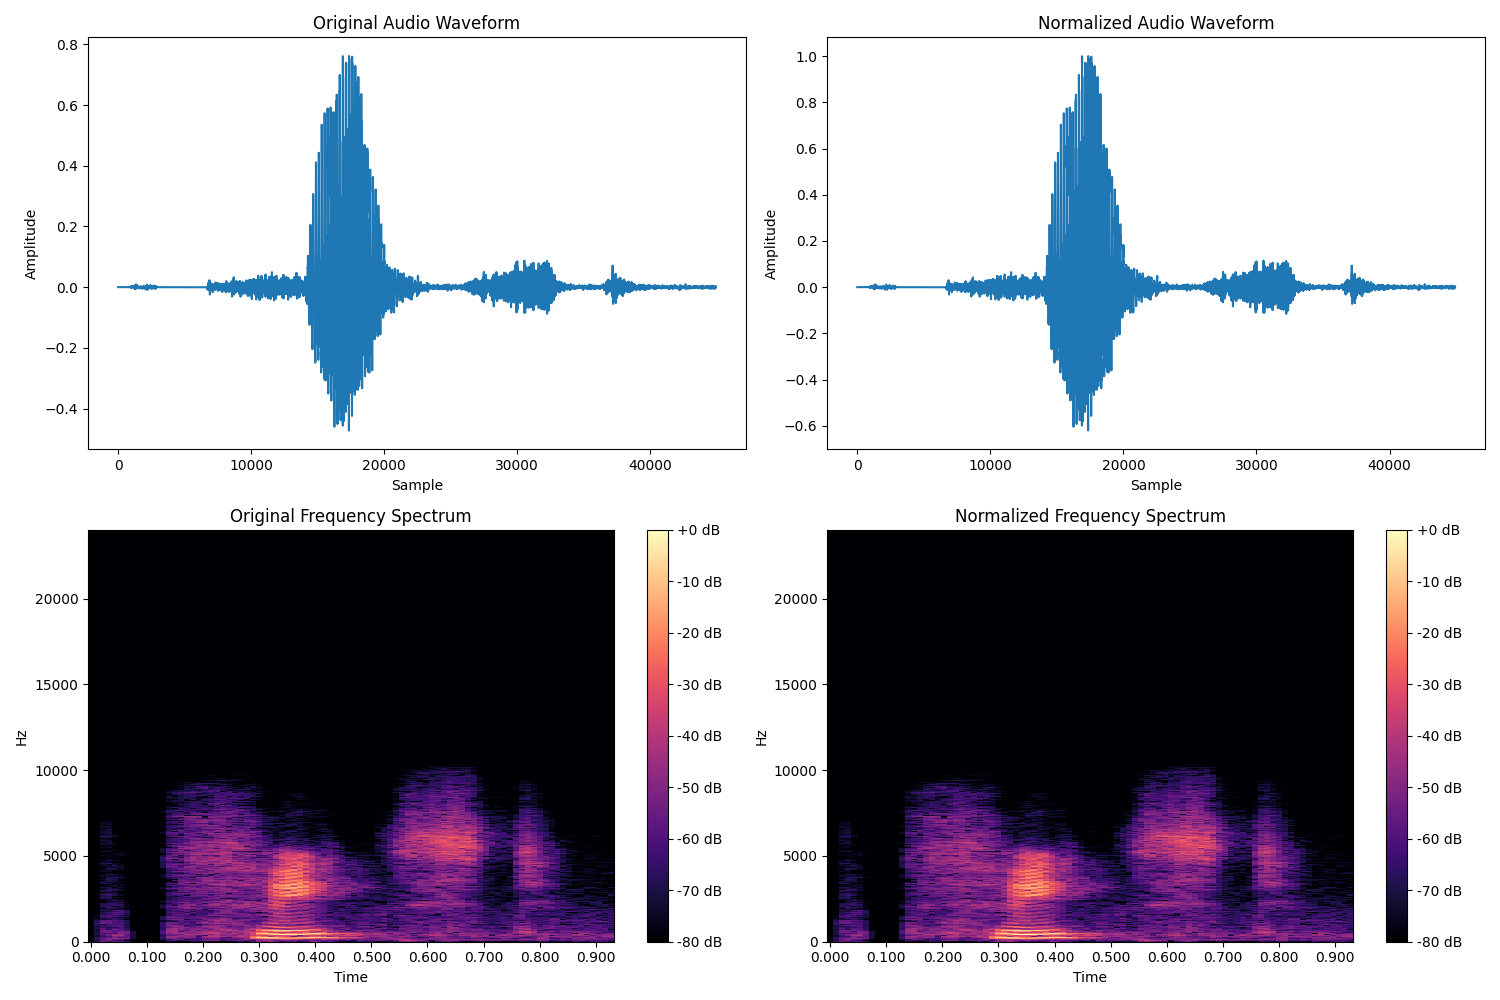 Original Audio Waveform
0.8
0.6
0.4
0.2
0.0
−0.2
−0.4
Amplitude
0 10000 20000 30000 40000
Sample
Normalized Audio Waveform
1.0
0.8
0.6
0.4
0.2
0.0
−0.2
−0.4
−0.6
Amplitude
0 10000 20000 30000 40000
Sample
Original Frequency Spectrum
20000
15000
10000
5000
0
Hz
0.000 0.100 0.200 0.300 0.400 0.500 0.600 0.700 0.800 0.900
Time
+0 dB
-10 dB
-20 dB
-30 dB
-40 dB
-50 dB
-60 dB
-70 dB
-80 dB
Normalized Frequency Spectrum
20000
15000
10000
5000
0
Hz
0.000 0.100 0.200 0.300 0.400 0.500 0.600 0.700 0.800 0.900
Time
+0 dB
-10 dB
-20 dB
-30 dB
-40 dB
-50 dB
-60 dB
-70 dB
-80 dB